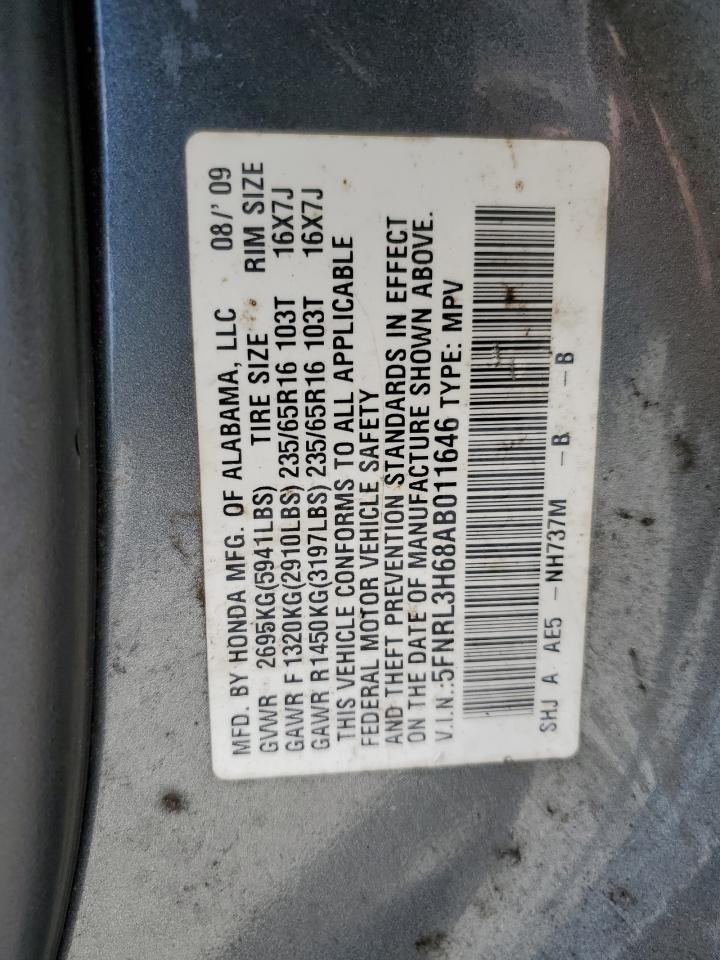 MFD. BY HONDA MFG. OF ALABAMA, LLC 08/' 09
GVWR 2695KG(5941LBS) TIRE SIZE RIM SIZE
GAWR F 1320KG(2910LBS) 235/65R16 103T 16X7J
GAWR R1450KG(3197LBS) 235/65R16 103T 16X7J
THIS VEHICLE CONFORMS TO ALL APPLICABLE
FEDERAL MOTOR VEHICLE SAFETY
AND THEFT PREVENTION STANDARDS IN EFFECT
ON THE DATE OF MANUFACTURE SHOWN ABOVE.
V.I.N.:5FNRL3H68AB011646 TYPE: MPV
SHJ A AE5 -NH737M -B -B